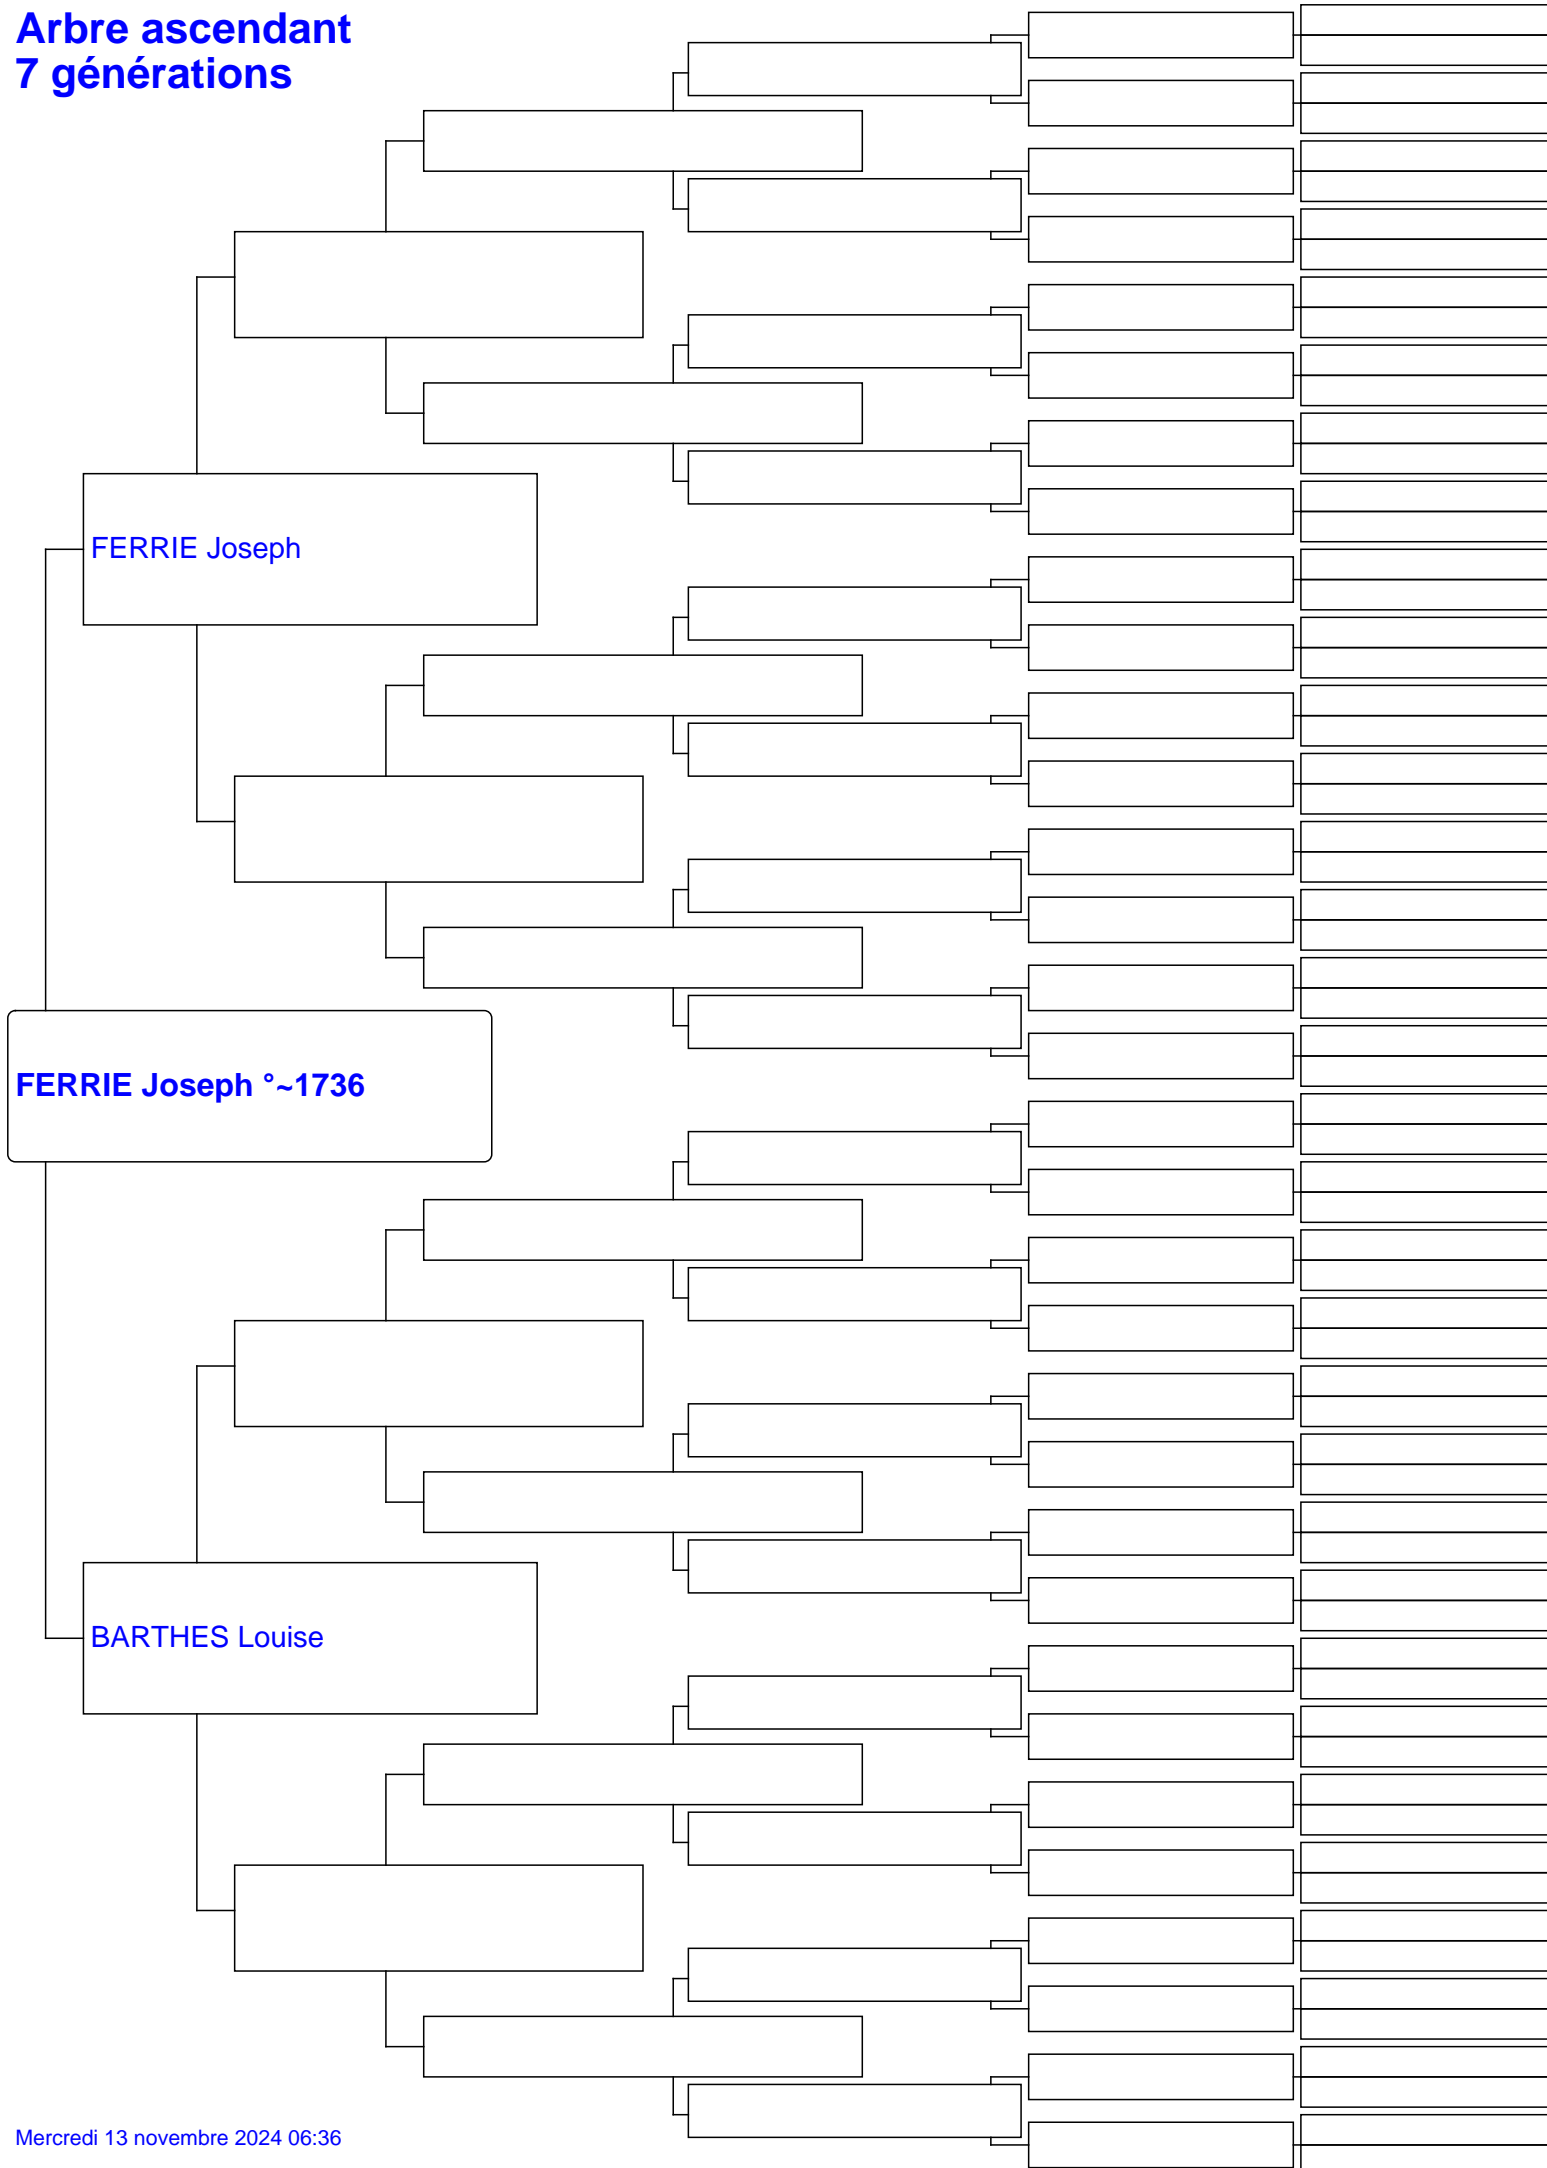 Arbre ascendant
7 générations
FERRIE Joseph
FERRIE Joseph °~1736
BARTHES Louise
Mercredi 13 novembre 2024 06:36